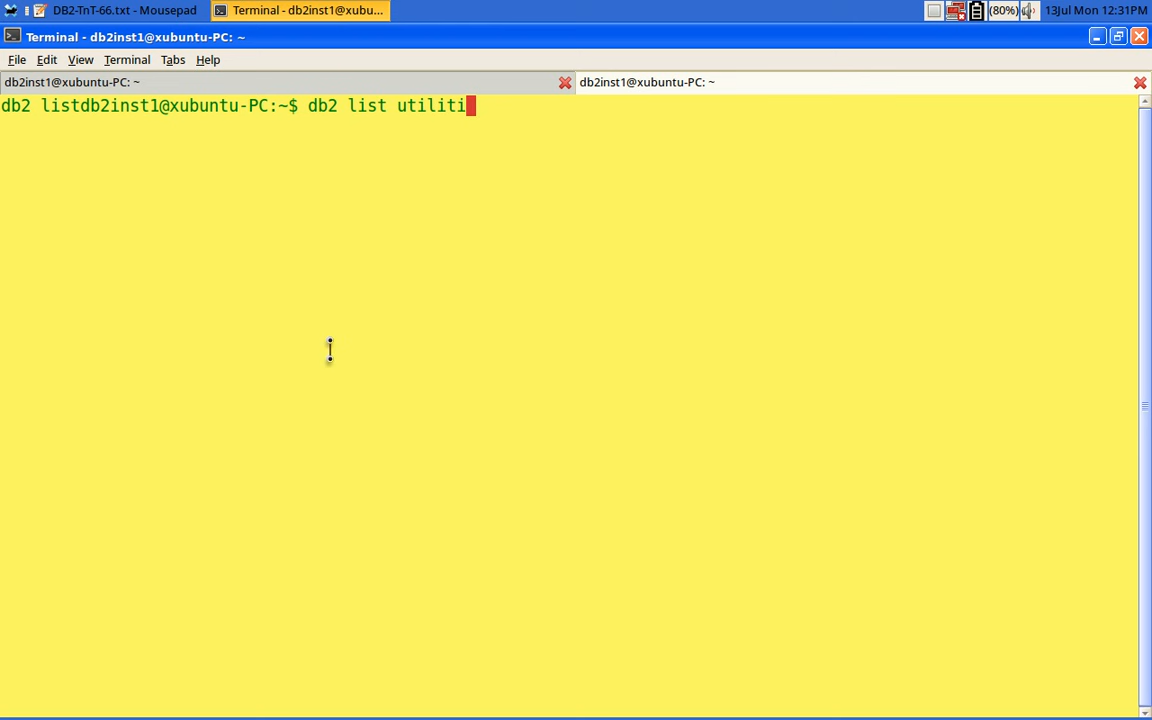 DB2-TnT-66.txt - Mousepad
Terminal - db2inst1@xubu...
(80%)
13Jul Mon 12:31PM
Terminal - db2inst1@xubuntu-PC: ~
File Edit View Terminal Tabs Help
db2inst1@xubuntu-PC: ~
db2inst1@xubuntu-PC: ~
db2 listdb2inst1@xubuntu-PC:~$ db2 list utiliti